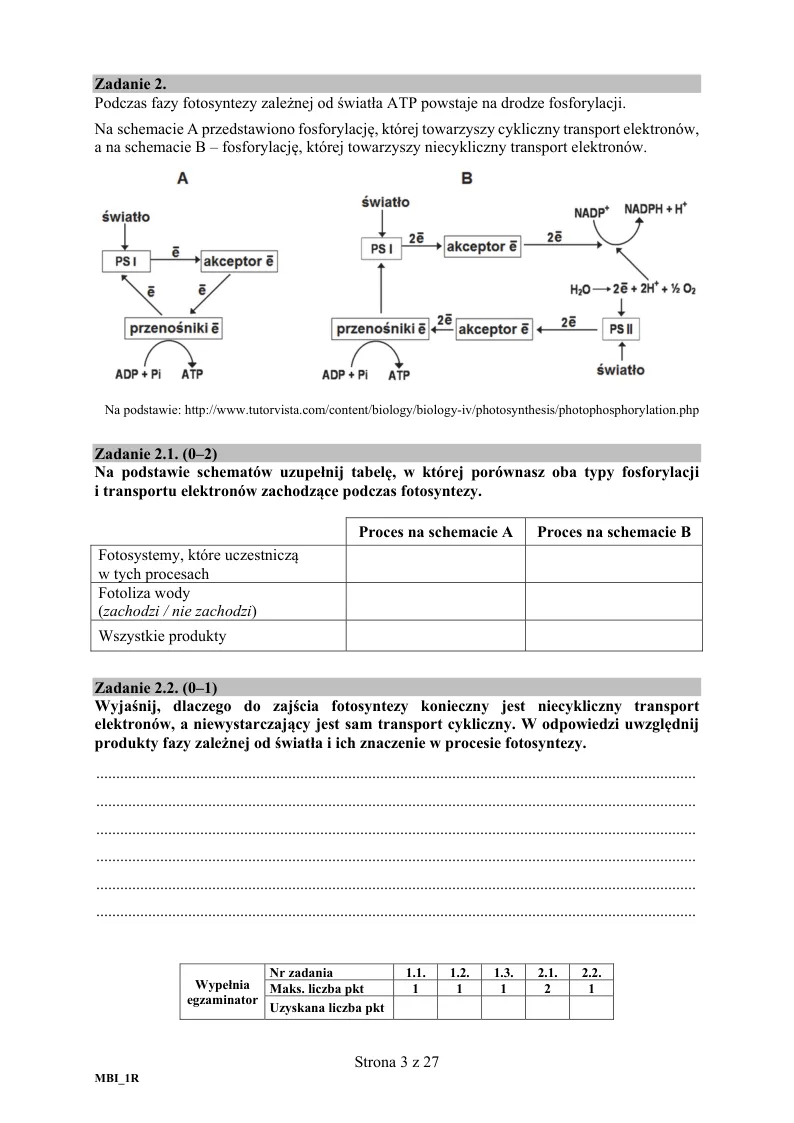 Zadanie 2.
Podczas fazy fotosyntezy zależnej od światła ATP powstaje na drodze fosforylacji.
Na schemacie A przedstawiono fosforylację, której towarzyszy cykliczny transport elektronów,
a na schemacie B – fosforylację, której towarzyszy niecykliczny transport elektronów.
A
światło
PS I
ē
akceptor ē
ē
ē
przenośniki ē
ADP + Pi ATP
B
światło
NADP⁺ NADPH + H⁺
PS I
2ē
akceptor ē
2ē
H₂O → 2ē + 2H⁺ + ½ O₂
przenośniki ē
2ē
akceptor ē
2ē
PS II
ADP + Pi ATP
światło
Na podstawie: http://www.tutorvista.com/content/biology/biology-iv/photosynthesis/photophosphorylation.php
Zadanie 2.1. (0–2)
Na podstawie schematów uzupełnij tabelę, w której porównasz oba typy fosforylacji
i transportu elektronów zachodzące podczas fotosyntezy.
Proces na schemacie A Proces na schemacie B
Fotosystemy, które uczestniczą
w tych procesach
Fotoliza wody
(zachodzi / nie zachodzi)
Wszystkie produkty
Zadanie 2.2. (0–1)
Wyjaśnij, dlaczego do zajścia fotosyntezy konieczny jest niecykliczny transport
elektronów, a niewystarczający jest sam transport cykliczny. W odpowiedzi uwzględnij
produkty fazy zależnej od światła i ich znaczenie w procesie fotosyntezy.
Wypełnia
egzaminator
Nr zadania 1.1. 1.2. 1.3. 2.1. 2.2.
Maks. liczba pkt 1 1 1 2 1
Uzyskana liczba pkt
Strona 3 z 27
MBI_1R